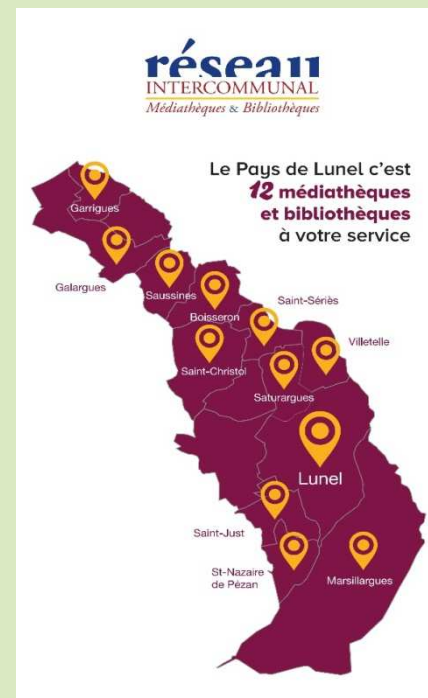 réseau
INTERCOMMUNAL
Médiathèques & Bibliothèques
Le Pays de Lunel c'est
12 médiathèques
et bibliothèques
à votre service
Garrigues
Galargues
Saussines
Boisseron
Saint-Sériès
Villetelle
Saint-Christol
Saturargues
Lunel
Saint-Just
St-Nazaire
de Pézan
Marsillargues